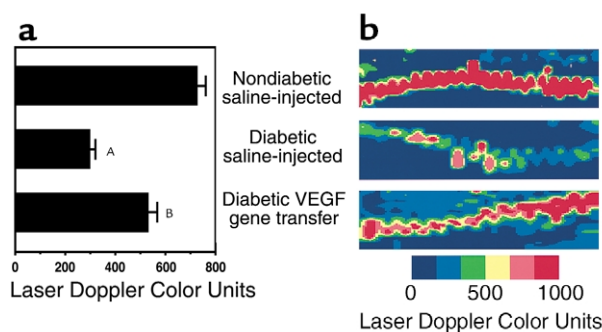 a
Nondiabetic
saline-injected
Diabetic
saline-injected
A
Diabetic VEGF
gene transfer
B
0 200 400 600 800
Laser Doppler Color Units
b
0 500 1000
Laser Doppler Color Units